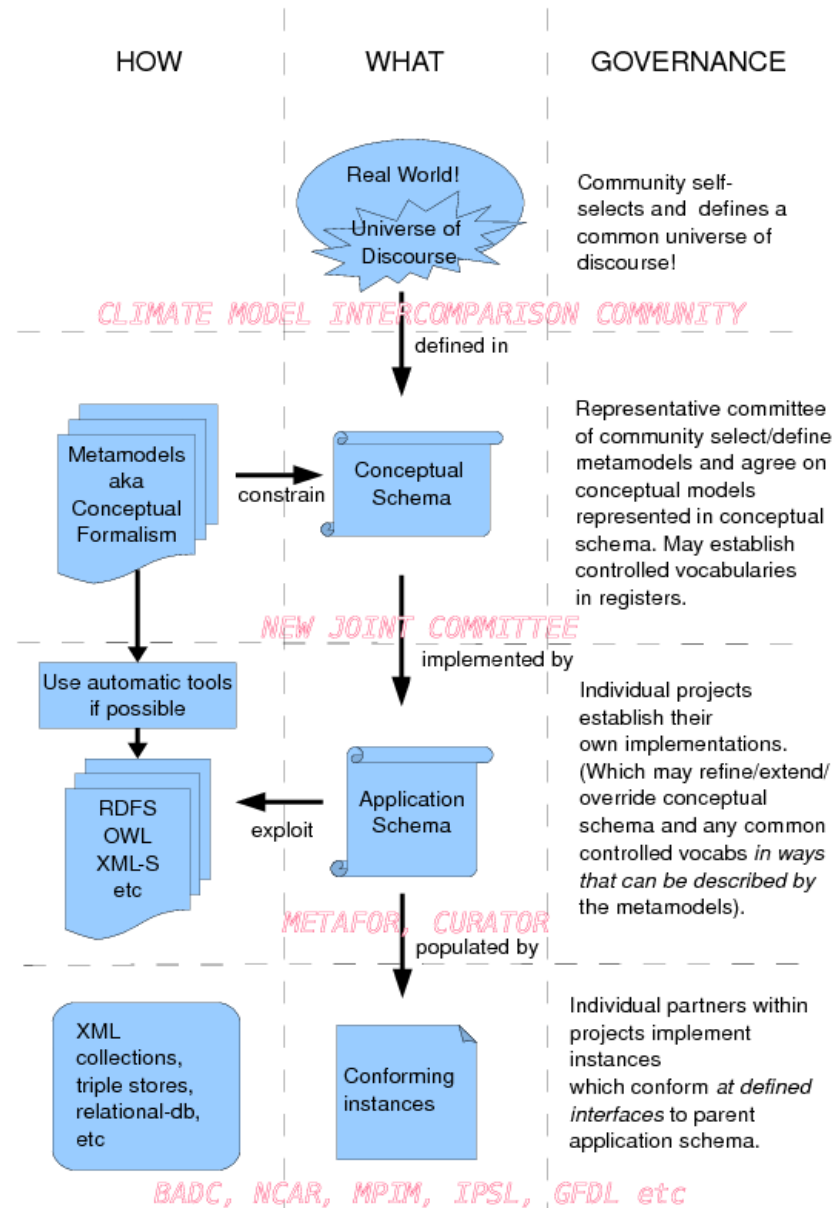 HOW
WHAT
GOVERNANCE
Real World!
Universe of
Discourse
Community self-
selects and defines a
common universe of
discourse!
CLIMATE MODEL INTERCOMPARISON COMMUNITY
defined in
Metamodels
aka
Conceptual
Formalism
constrain
Conceptual
Schema
Representative committee
of community select/define
metamodels and agree on
conceptual models
represented in conceptual
schema. May establish
controlled vocabularies
in registers.
NEW JOINT COMMITTEE
implemented by
Use automatic tools
if possible
RDFS
OWL
XML-S
etc
exploit
Application
Schema
Individual projects
establish their
own implementations.
(Which may refine/extend/
override conceptual
schema and any common
controlled vocabs in ways
that can be described by
the metamodels).
METAFOR, CURATOR
populated by
XML
collections,
triple stores,
relational-db,
etc
Conforming
instances
Individual partners within
projects implement
instances
which conform at defined
interfaces to parent
application schema.
BADC, NCAR, MPIM, IPSL, GFDL etc